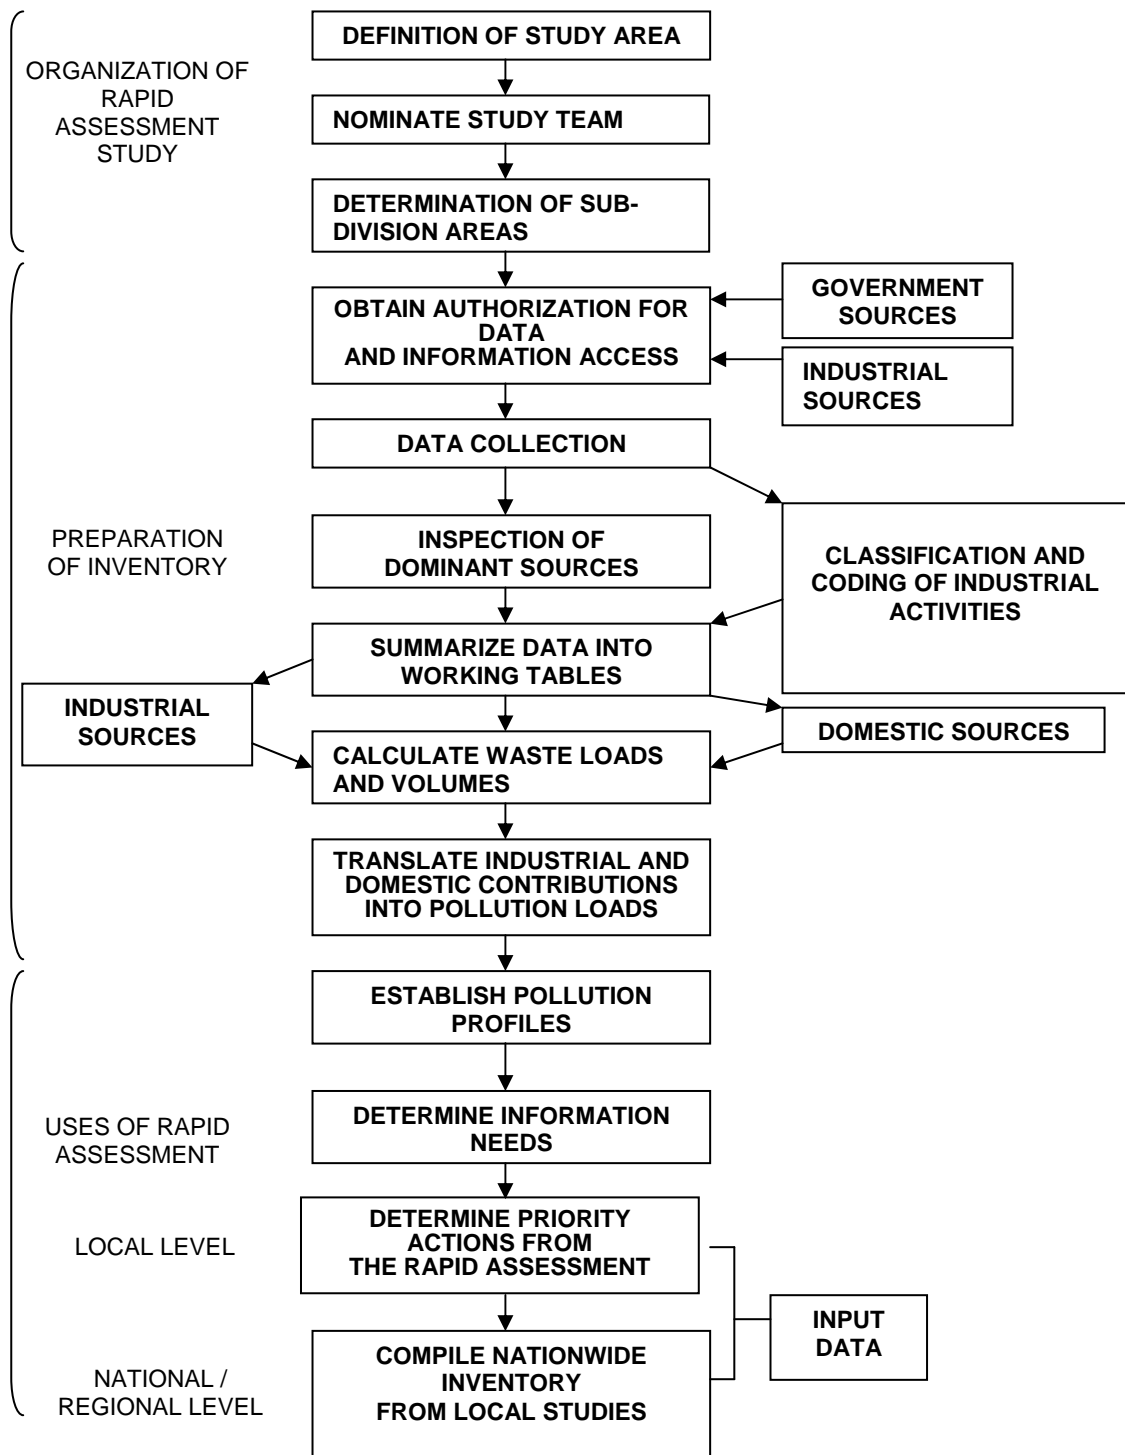 DEFINITION OF STUDY AREA
ORGANIZATION OF
RAPID
ASSESSMENT
STUDY
NOMINATE STUDY TEAM
DETERMINATION OF SUB-
DIVISION AREAS
OBTAIN AUTHORIZATION FOR
DATA
AND INFORMATION ACCESS
GOVERNMENT
SOURCES
INDUSTRIAL
SOURCES
DATA COLLECTION
PREPARATION
OF INVENTORY
INSPECTION OF
DOMINANT SOURCES
CLASSIFICATION AND
CODING OF INDUSTRIAL
ACTIVITIES
SUMMARIZE DATA INTO
WORKING TABLES
INDUSTRIAL
SOURCES
DOMESTIC SOURCES
CALCULATE WASTE LOADS
AND VOLUMES
TRANSLATE INDUSTRIAL AND
DOMESTIC CONTRIBUTIONS
INTO POLLUTION LOADS
ESTABLISH POLLUTION
PROFILES
USES OF RAPID
ASSESSMENT
DETERMINE INFORMATION
NEEDS
LOCAL LEVEL
DETERMINE PRIORITY
ACTIONS FROM
THE RAPID ASSESSMENT
INPUT
DATA
NATIONAL /
REGIONAL LEVEL
COMPILE NATIONWIDE
INVENTORY
FROM LOCAL STUDIES